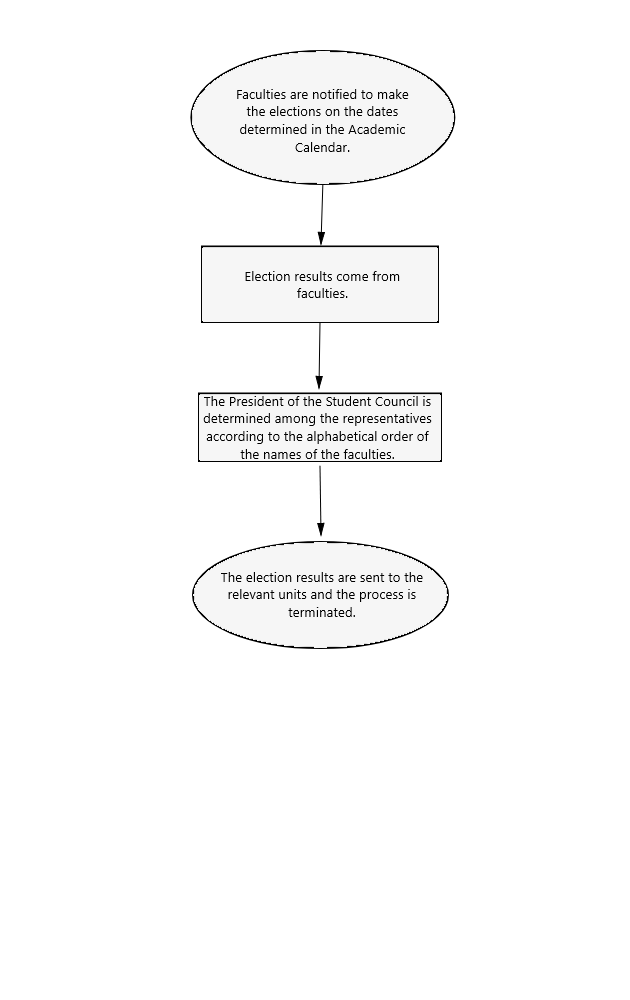 Faculties are notified to make
the elections on the dates
determined in the Academic
Calendar.
Election results come from
faculties.
The President of the Student Council is
determined among the representatives
according to the alphabetical order of
the names of the faculties.
The election results are sent to the
relevant units and the process is
terminated.